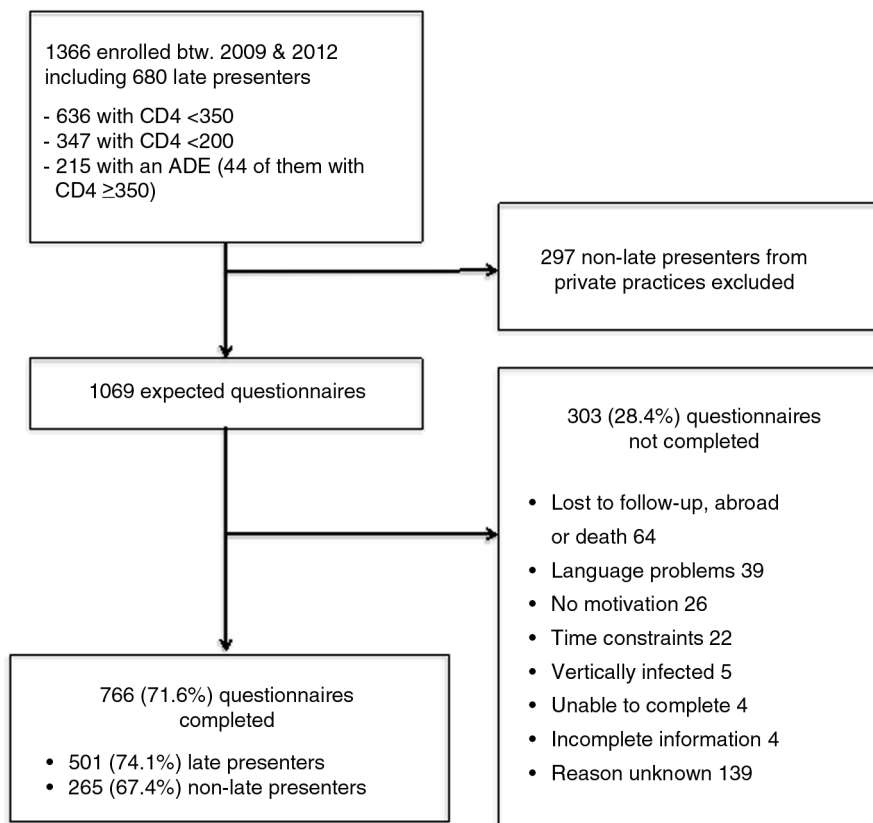 1366 enrolled btw. 2009 & 2012
including 680 late presenters
- 636 with CD4 <350
- 347 with CD4 <200
- 215 with an ADE (44 of them with
CD4 ≥350)
297 non-late presenters from
private practices excluded
1069 expected questionnaires
303 (28.4%) questionnaires
not completed
• Lost to follow-up, abroad
or death 64
• Language problems 39
• No motivation 26
• Time constraints 22
• Vertically infected 5
• Unable to complete 4
• Incomplete information 4
• Reason unknown 139
766 (71.6%) questionnaires
completed
• 501 (74.1%) late presenters
• 265 (67.4%) non-late presenters